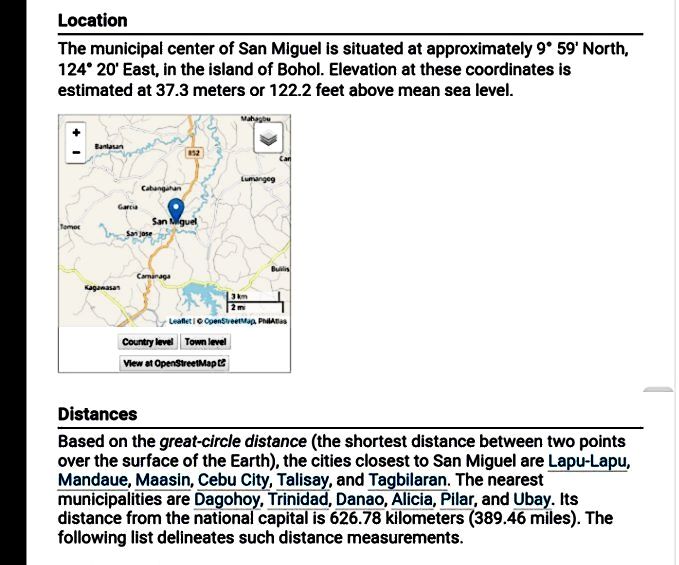 Location
The municipal center of San Miguel is situated at approximately 9° 59' North,
124° 20' East, in the island of Bohol. Elevation at these coordinates is
estimated at 37.3 meters or 122.2 feet above mean sea level.
Mahagbu
+
−
Banlasan
852
Can
Lumangog
Cabangahan
Garcia
San Miguel
Tomoc
San Jose
Bulilis
Camanaga
Kagawasan
3 km
2 mi
Leaflet | © OpenStreetMap, PhilAtlas
Country level Town level
View at OpenStreetMap
Distances
Based on the great-circle distance (the shortest distance between two points
over the surface of the Earth), the cities closest to San Miguel are Lapu-Lapu,
Mandaue, Maasin, Cebu City, Talisay, and Tagbilaran. The nearest
municipalities are Dagohoy, Trinidad, Danao, Alicia, Pilar, and Ubay. Its
distance from the national capital is 626.78 kilometers (389.46 miles). The
following list delineates such distance measurements.